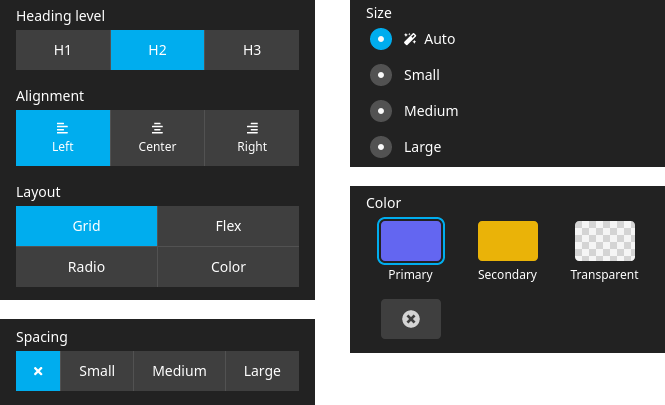 Heading level
H1 H2 H3
Alignment
Left Center Right
Layout
Grid Flex
Radio Color
Spacing
Small Medium Large
Size
Auto
Small
Medium
Large
Color
Primary Secondary Transparent